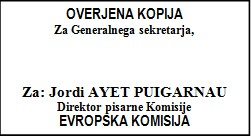 OVERJENA KOPIJA
Za Generalnega sekretarja,
Za: Jordi AYET PUIGARNAU
Direktor pisarne Komisije
EVROPSKA KOMISIJA